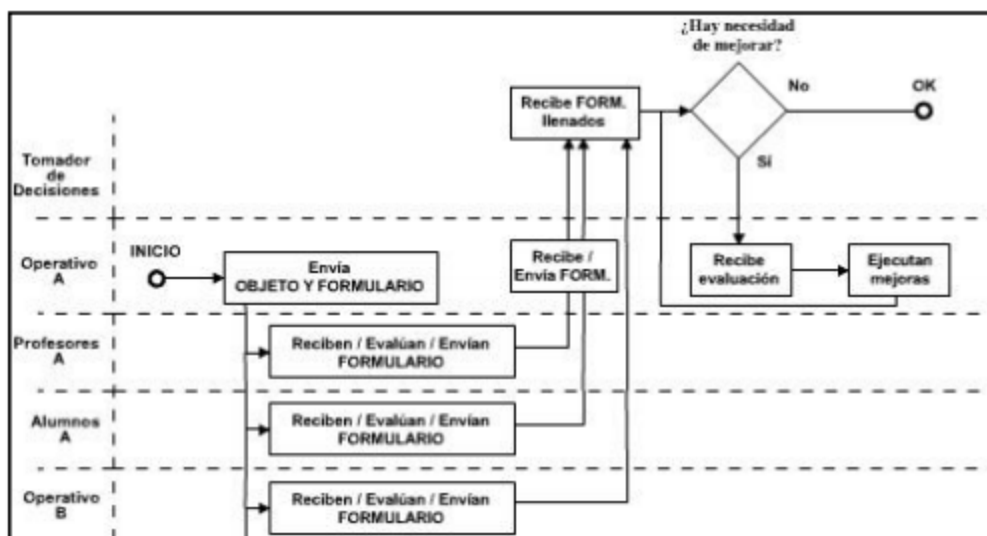 ¿Hay necesidad
de mejorar?
Recibe FORM.
llenados
No
OK
Sí
Tomador
de
Decisiones
INICIO
Operativo
A
Envía
OBJETO Y FORMULARIO
Recibe /
Envía FORM.
Recibe
evaluación
Ejecutan
mejoras
Profesores
A
Reciben / Evalúan / Envían
FORMULARIO
Alumnos
A
Reciben / Evalúan / Envían
FORMULARIO
Operativo
B
Reciben / Evalúan / Envían
FORMULARIO